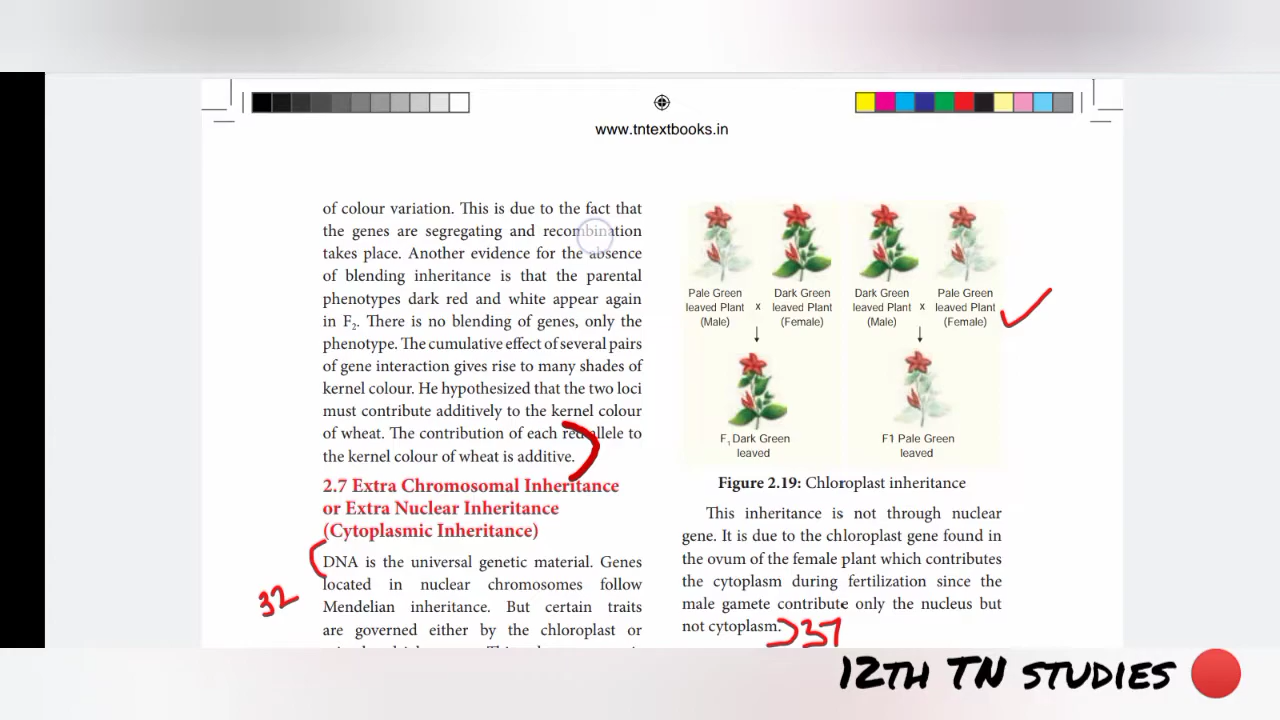 www.tntextbooks.in
of colour variation. This is due to the fact that
the genes are segregating and recombination
takes place. Another evidence for the absence
of blending inheritance is that the parental
phenotypes dark red and white appear again
in F2. There is no blending of genes, only the
phenotype. The cumulative effect of several pairs
of gene interaction gives rise to many shades of
kernel colour. He hypothesized that the two loci
must contribute additively to the kernel colour
of wheat. The contribution of each red allele to
the kernel colour of wheat is additive.
2.7 Extra Chromosomal Inheritance
or Extra Nuclear Inheritance
(Cytoplasmic Inheritance)
DNA is the universal genetic material. Genes
located in nuclear chromosomes follow
Mendelian inheritance. But certain traits
are governed either by the chloroplast or
32
Pale Green
leaved Plant
(Male)
x
Dark Green
leaved Plant
(Female)
Dark Green
leaved Plant
(Male)
x
Pale Green
leaved Plant
(Female)
F1 Dark Green
leaved
F1 Pale Green
leaved
Figure 2.19: Chloroplast inheritance
This inheritance is not through nuclear
gene. It is due to the chloroplast gene found in
the ovum of the female plant which contributes
the cytoplasm during fertilization since the
male gamete contribute only the nucleus but
not cytoplasm.
37
12TH TN STUDIES